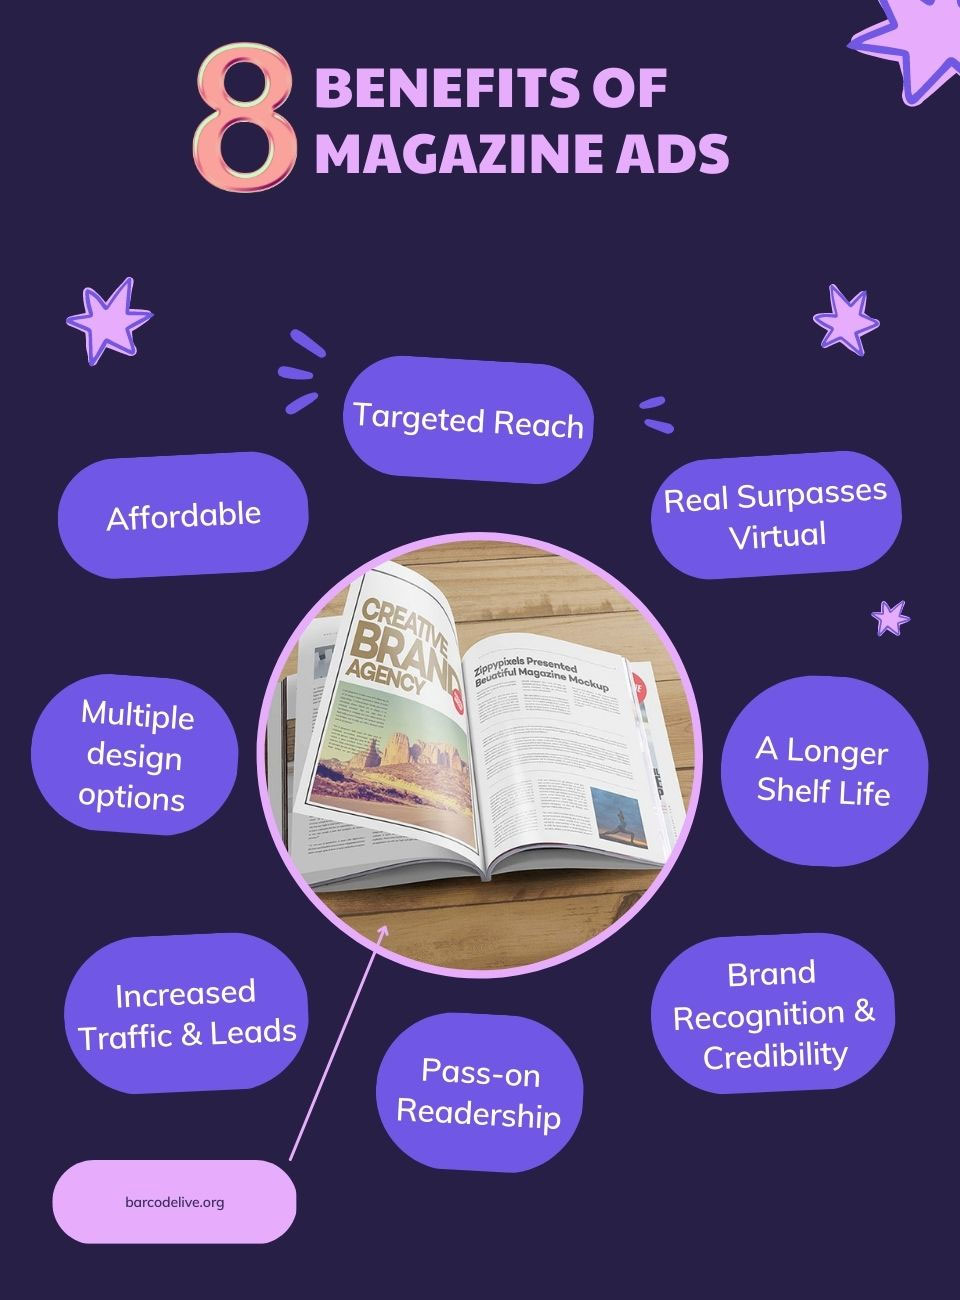 8
BENEFITS OF
MAGAZINE ADS
Targeted Reach
Affordable
Real Surpasses
Virtual
CREATIVE
BRAND
AGENCY
Zippypixels Presented
Beuatiful Magazine Mockup
Multiple
design
options
A Longer
Shelf Life
Increased
Traffic & Leads
Brand
Recognition &
Credibility
Pass-on
Readership
barcodelive.org